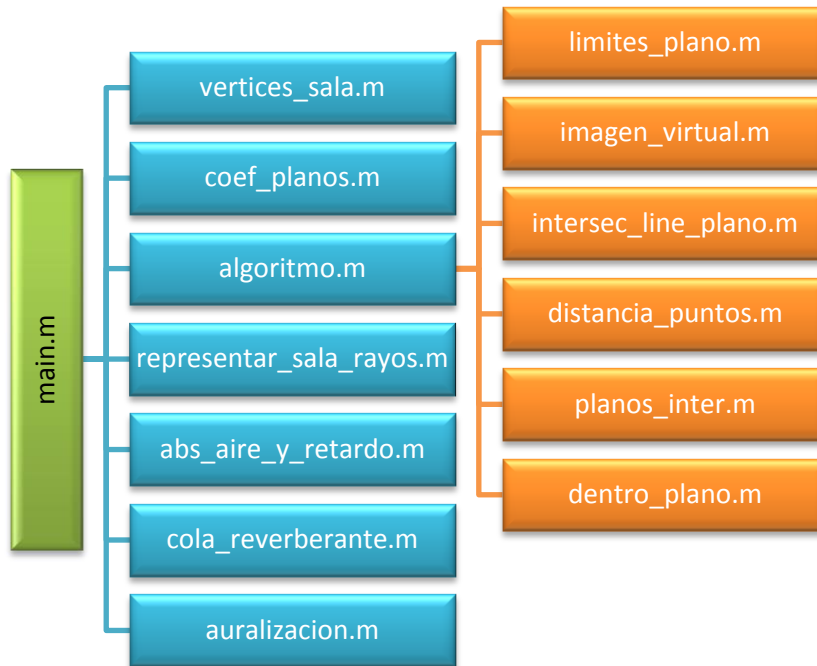 main.m
vertices_sala.m
coef_planos.m
algoritmo.m
representar_sala_rayos.m
abs_aire_y_retardo.m
cola_reverberante.m
auralizacion.m
limites_plano.m
imagen_virtual.m
intersec_line_plano.m
distancia_puntos.m
planos_inter.m
dentro_plano.m